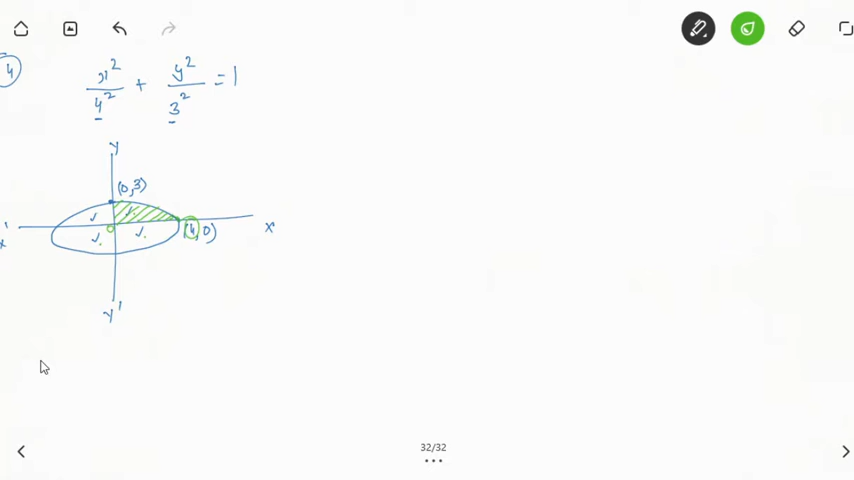 4
x²/4² + y²/3² = 1
y
(0,3)
x' O (4,0) x
y'
32/32